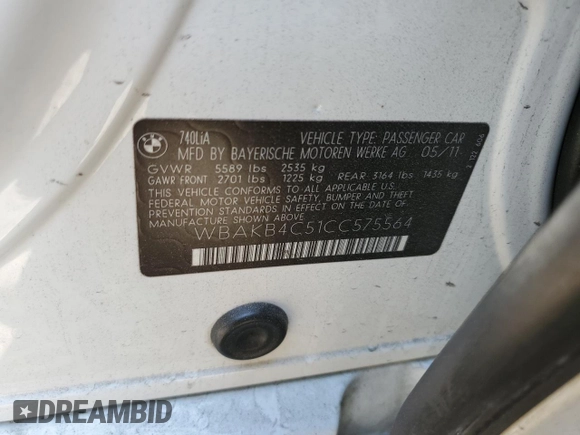 BMW
740LiA VEHICLE TYPE: PASSENGER CAR
MFD BY BAYERISCHE MOTOREN WERKE AG 05/11
GVWR 5589 lbs 2535 kg
GAWR FRONT 2701 lbs 1225 kg REAR 3164 lbs 1435 kg
THIS VEHICLE CONFORMS TO ALL APPLICABLE U.S.
FEDERAL MOTOR VEHICLE SAFETY, BUMPER, AND THEFT
PREVENTION STANDARDS IN EFFECT ON THE DATE OF
MANUFACTURE SHOWN ABOVE.
WBAKB4C51CC575564
DREAMBID